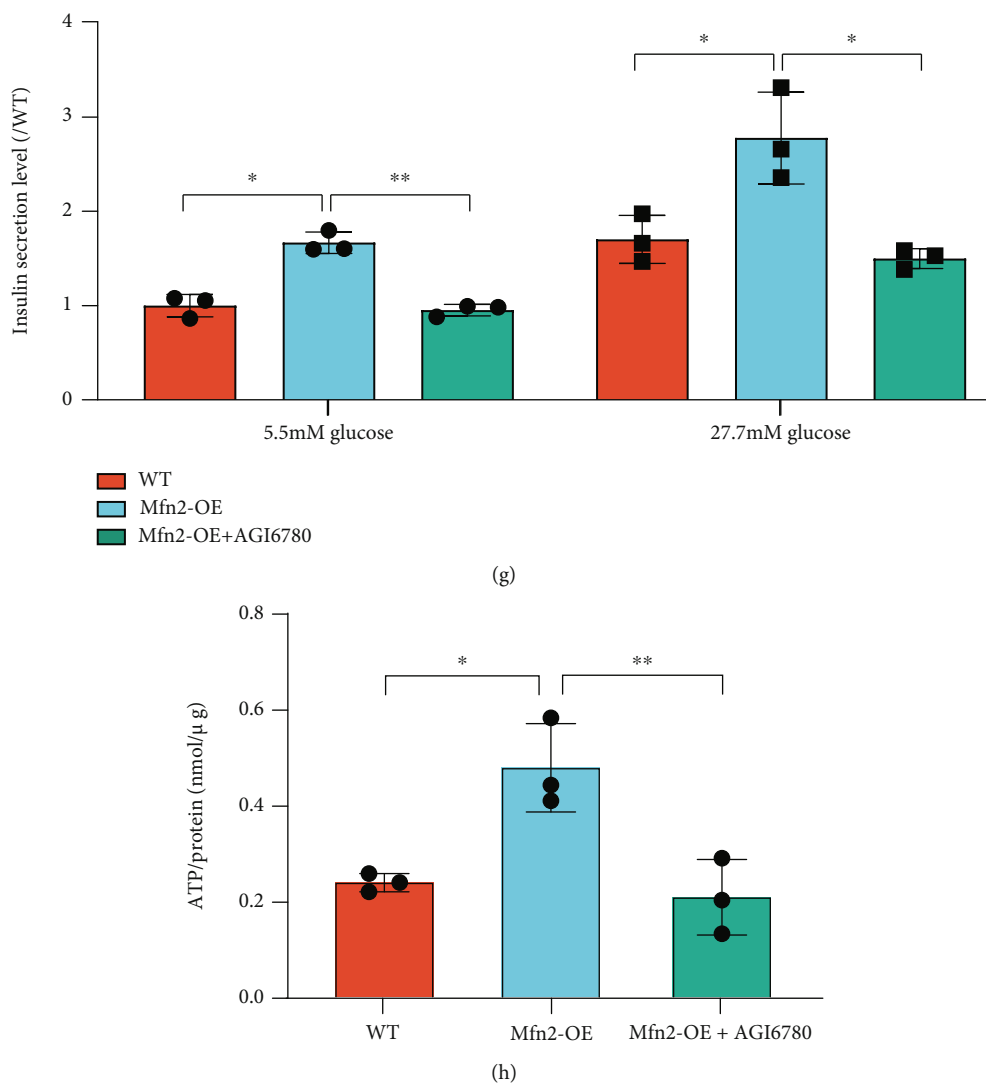 4
3
2
1
0
Insulin secretion level (/WT)
*
**
*
*
5.5mM glucose
27.7mM glucose
WT
Mfn2-OE
Mfn2-OE+AGI6780
(g)
0.8
0.6
0.4
0.2
0.0
ATP/protein (nmol/μ g)
*
**
WT
Mfn2-OE
Mfn2-OE + AGI6780
(h)